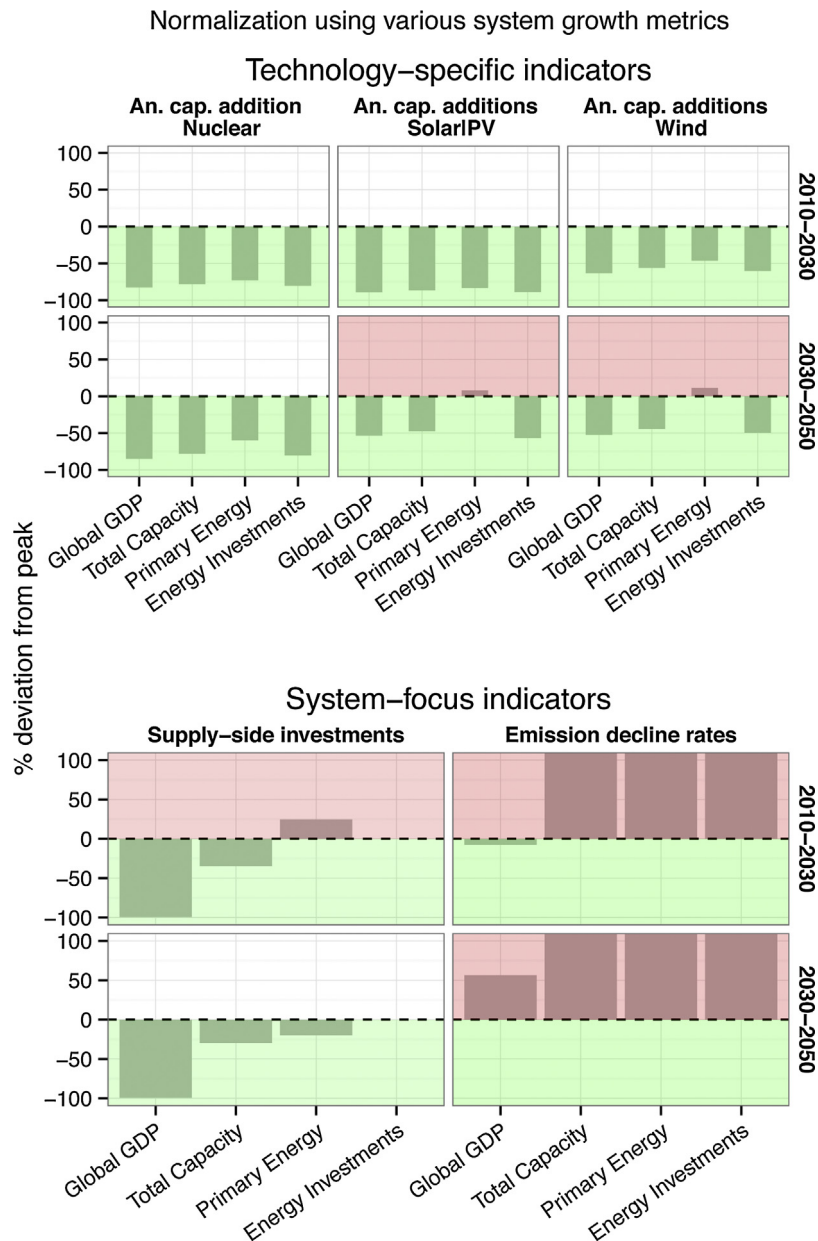 Normalization using various system growth metrics
Technology–specific indicators
An. cap. addition
Nuclear
An. cap. additions
Solar|PV
An. cap. additions
Wind
100
50
0
−50
−100
2010−2030
100
50
0
−50
−100
2030−2050
Global GDP
Total Capacity
Primary Energy
Energy Investments
Global GDP
Total Capacity
Primary Energy
Energy Investments
Global GDP
Total Capacity
Primary Energy
Energy Investments
% deviation from peak
System–focus indicators
Supply−side investments
Emission decline rates
100
50
0
−50
−100
2010−2030
100
50
0
−50
−100
2030−2050
Global GDP
Total Capacity
Primary Energy
Energy Investments
Global GDP
Total Capacity
Primary Energy
Energy Investments